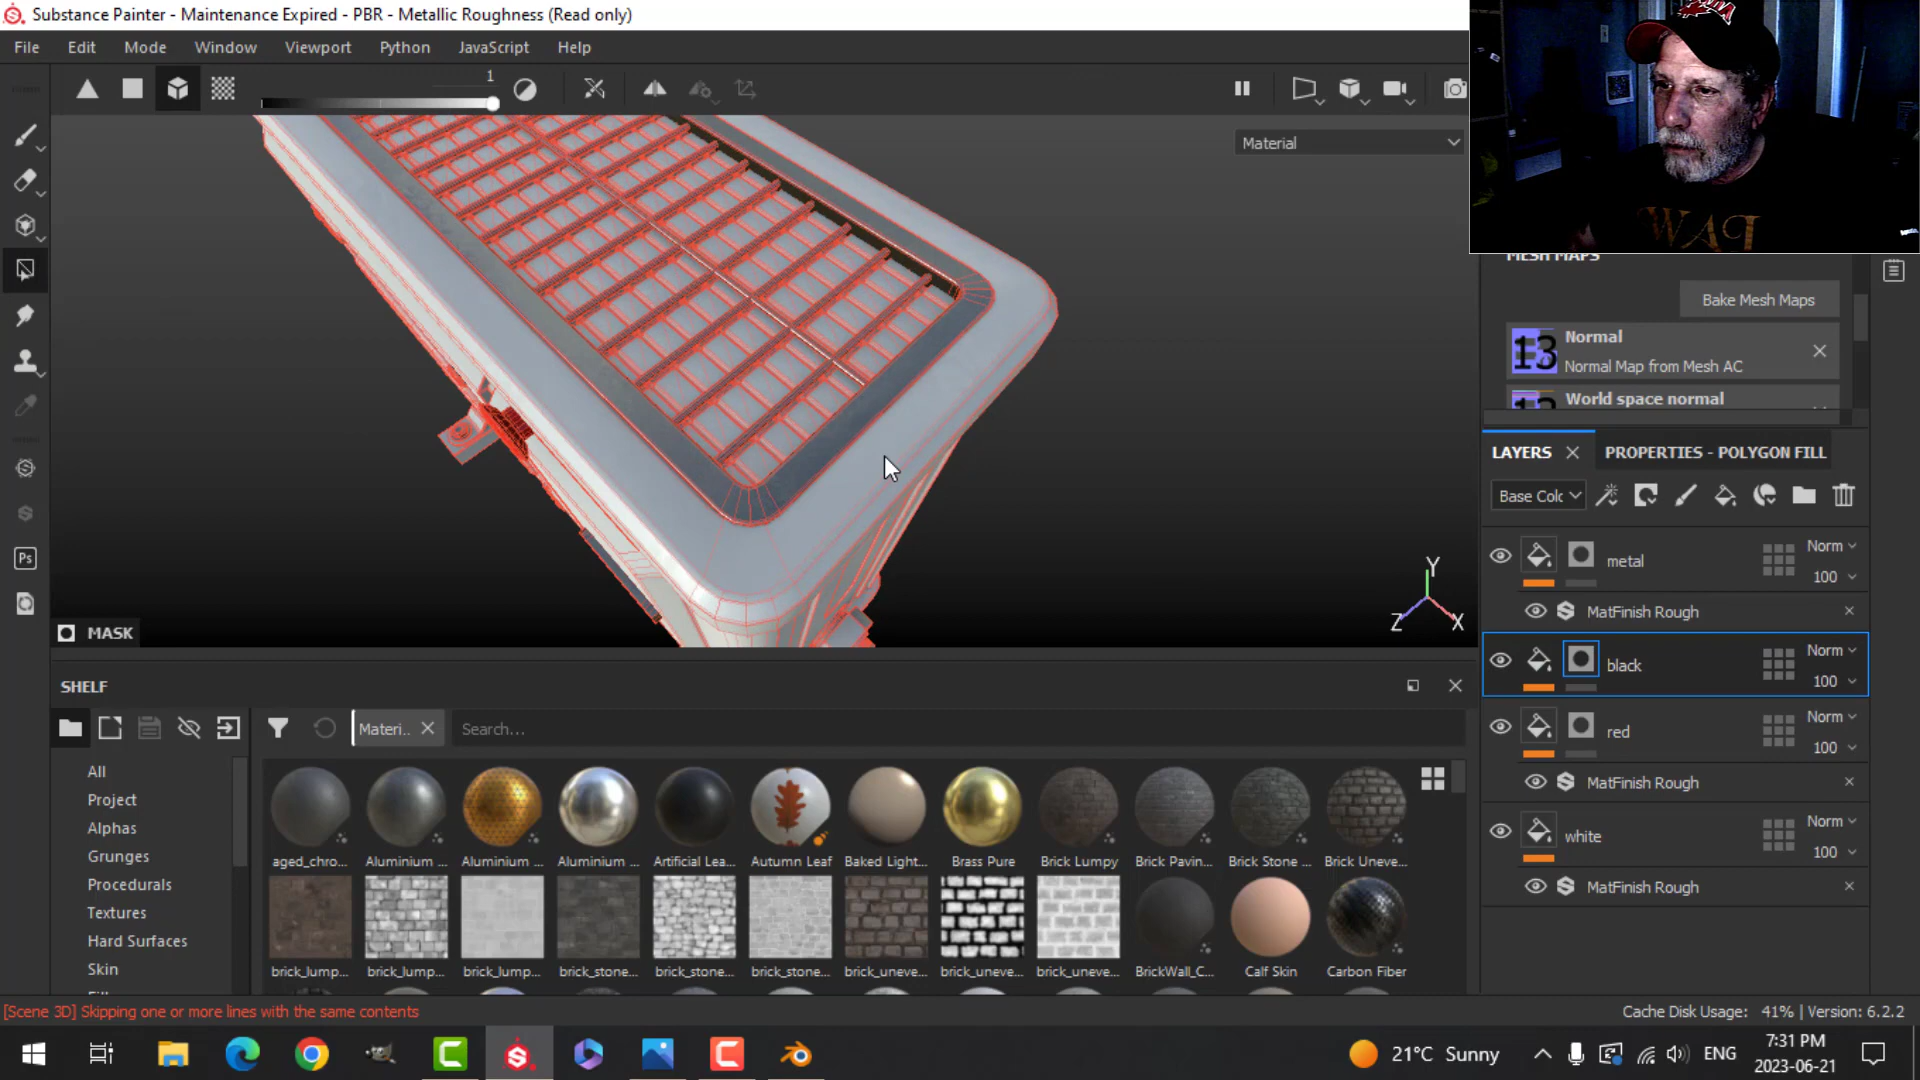 Substance Painter - Maintenance Expired - PBR - Metallic Roughness (Read only)
File Edit Mode Window Viewport Python JavaScript Help
1
Material
Bake Mesh Maps
Normal
Normal Map from Mesh AC
World space normal
LAYERS
PROPERTIES - POLYGON FILL
Base Colc
metal
Norm
100
MatFinish Rough
black
Norm
100
red
Norm
100
MatFinish Rough
white
Norm
100
MatFinish Rough
Y
Z
X
MASK
Ps
SHELF
Materi..
Search...
All
Project
Alphas
Grunges
Procedurals
Textures
Hard Surfaces
Skin
aged_chro... Aluminium ... Aluminium ... Aluminium ... Artificial Lea... Autumn Leaf Baked Light... Brass Pure Brick Lumpy Brick Pavin... Brick Stone ... Brick Uneve...
brick_lump... brick_lump... brick_lump... brick_stone... brick_stone... brick_stone... brick_uneve... brick_uneve... brick_uneve... BrickWall_C... Calf Skin Carbon Fiber
[Scene 3D] Skipping one or more lines with the same contents
Cache Disk Usage: 41% | Version: 6.2.2
21°C Sunny
ENG
7:31 PM
2023-06-21